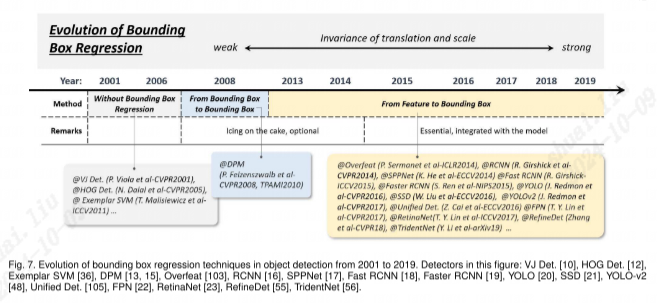 Evolution of Bounding
Box Regression
Invariance of translation and scale
weak
strong
Year: 2001 2006 2008 2013 2014 2015 2016 2017 2018 2019
Method
Without Bounding Box
Regression
From Bounding Box
to Bounding Box
From Feature to Bounding Box
Remarks
Icing on the cake, optional
Essential, integrated with the model
@VJ Det. (P. Viola et al-CVPR2001),
@HOG Det. (N. Dalal et al-CVPR2005),
@ Exemplar SVM (T. Malisiewicz et al-
ICCV2011) ...
@DPM
(P. Felzenszwalb et al-
CVPR2008, TPAMI2010)
@Overfeat (P. Sermanet et al-ICLR2014), @RCNN (R. Girshick et al-
CVPR2014), @SPPNet (K. He et al-ECCV2014) @Fast RCNN (R. Girshick-
ICCV2015), @Faster RCNN (S. Ren et al-NIPS2015), @YOLO (J. Redmon
et al-CVPR2016), @SSD (W. Liu et al-ECCV2016), @YOLOv2 (J. Redmon
et al-CVPR2017), @Unified Det. (Z. Cai et al-ECCV2016) @FPN (T. Y. Lin
et al-CVPR2017), @RetinaNet(T. Y. Lin et al-ICCV2017), @RefineDet (Zhang
et al-CVPR18), @TridentNet (Y. Li et al-arXiv19) ...
Fig. 7. Evolution of bounding box regression techniques in object detection from 2001 to 2019. Detectors in this figure: VJ Det. [10], HOG Det. [12],
Exemplar SVM [36], DPM [13, 15], Overfeat [103], RCNN [16], SPPNet [17], Fast RCNN [18], Faster RCNN [19], YOLO [20], SSD [21], YOLO-v2
[48], Unified Det. [105], FPN [22], RetinaNet [23], RefineDet [55], TridentNet [56].